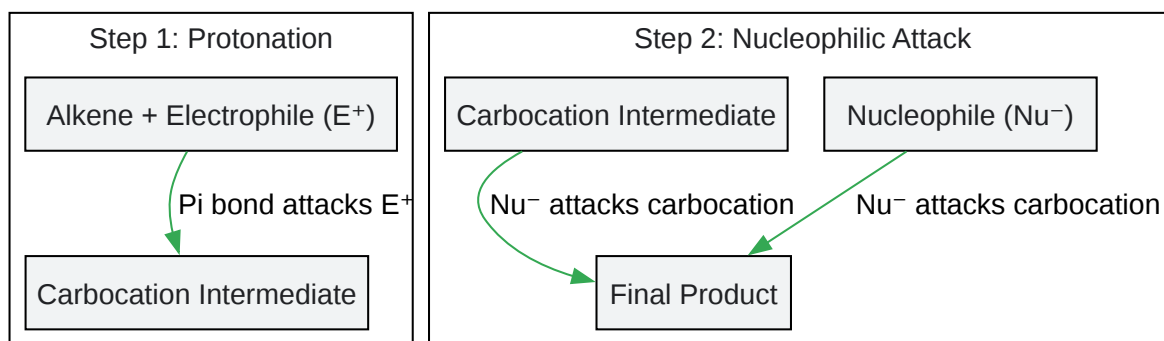 Step 1: Protonation
Alkene + Electrophile (E⁺)
Pi bond attacks E⁺
Carbocation Intermediate
Step 2: Nucleophilic Attack
Carbocation Intermediate
Nucleophile (Nu⁻)
Nu⁻ attacks carbocation
Nu⁻ attacks carbocation
Final Product